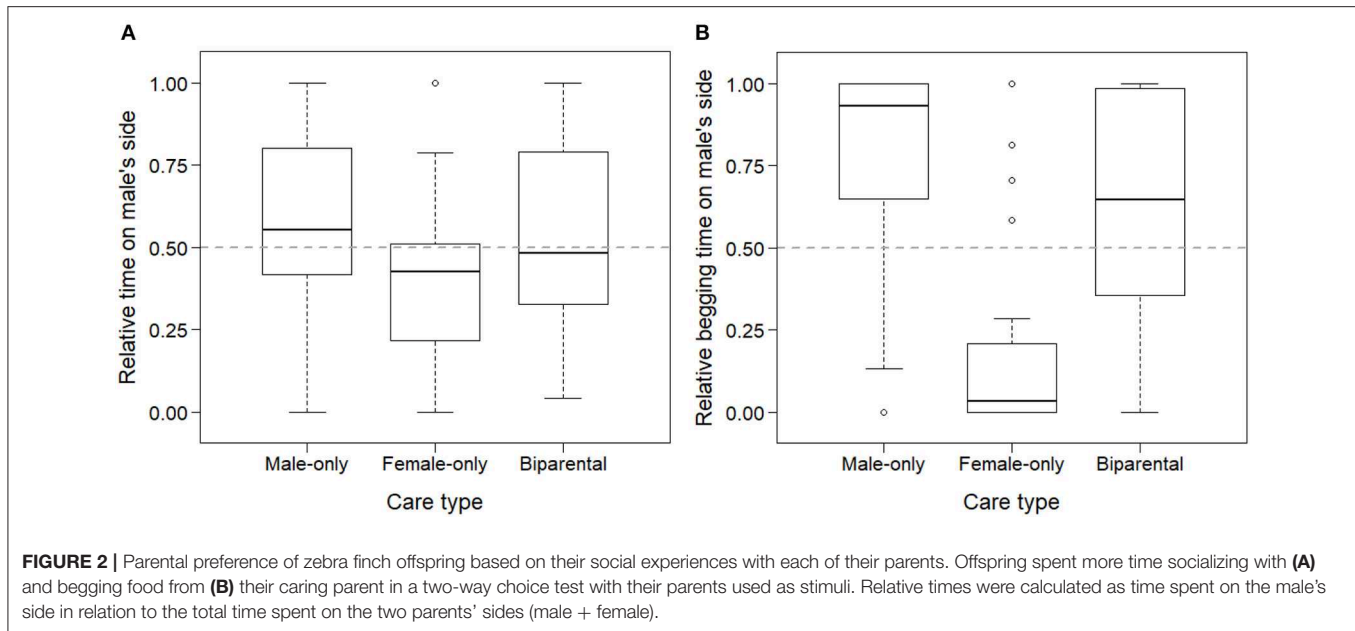 A
B
Relative time on male's side
1.00
0.75
0.50
0.25
0.00
Male-only Female-only Biparental
Care type
Relative begging time on male's side
1.00
0.75
0.50
0.25
0.00
Male-only Female-only Biparental
Care type
FIGURE 2 | Parental preference of zebra finch offspring based on their social experiences with each of their parents. Offspring spent more time socializing with (A)
and begging food from (B) their caring parent in a two-way choice test with their parents used as stimuli. Relative times were calculated as time spent on the male's
side in relation to the total time spent on the two parents' sides (male + female).